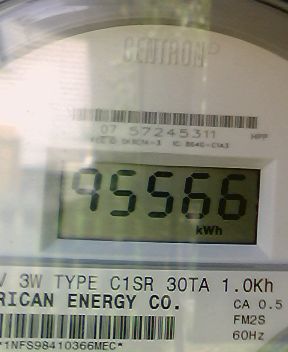 CENTRON
07 57245311 HPP
95566
kWh
V 3W TYPE C1SR 30TA 1.0Kh
RICAN ENERGY CO. CA 0.5
FM2S
60Hz
*1NFS98410366MEC*